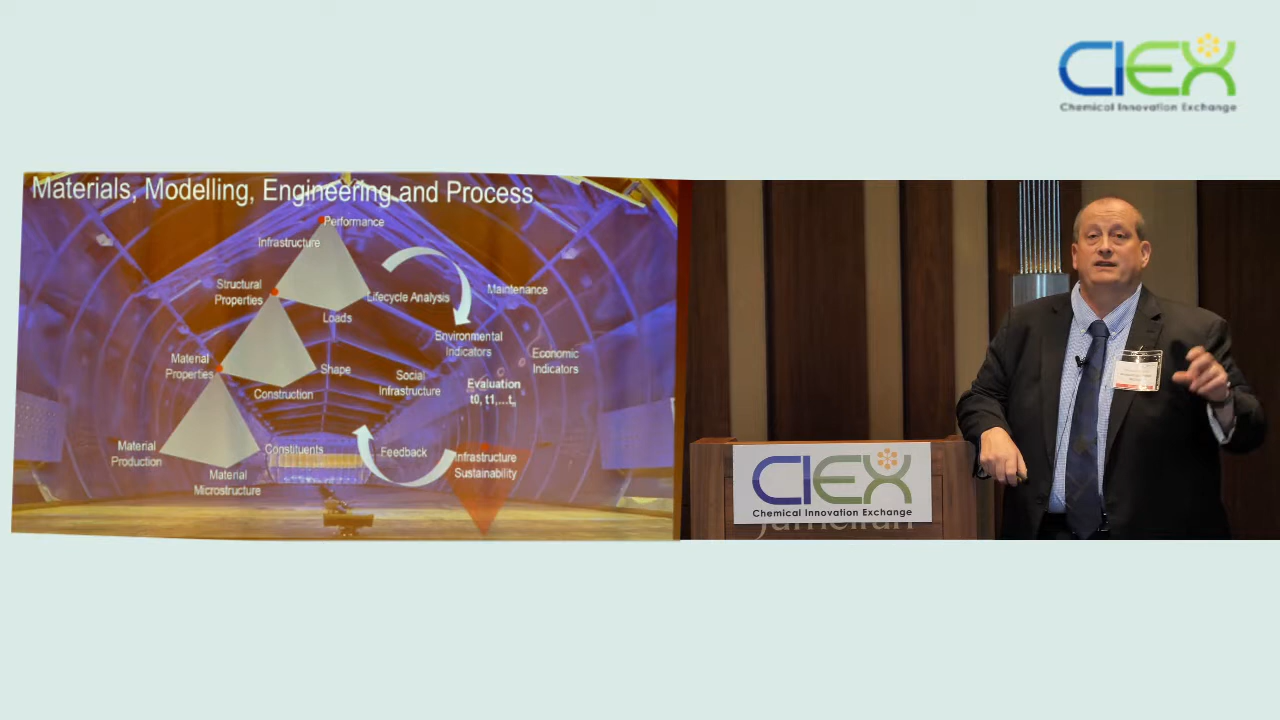 CIEX
Chemical Innovation Exchange
Materials, Modelling, Engineering and Process
Performance
Infrastructure
Structural
Properties
Lifecycle Analysis
Maintenance
Loads
Environmental
Indicators
Economic
Indicators
Material
Properties
Shape
Social
Infrastructure
Evaluation
t0, t1,...tn
Construction
Material
Production
Constituents
Feedback
Infrastructure
Sustainability
Material
Microstructure
CIEX
Chemical Innovation Exchange
Jumeirah